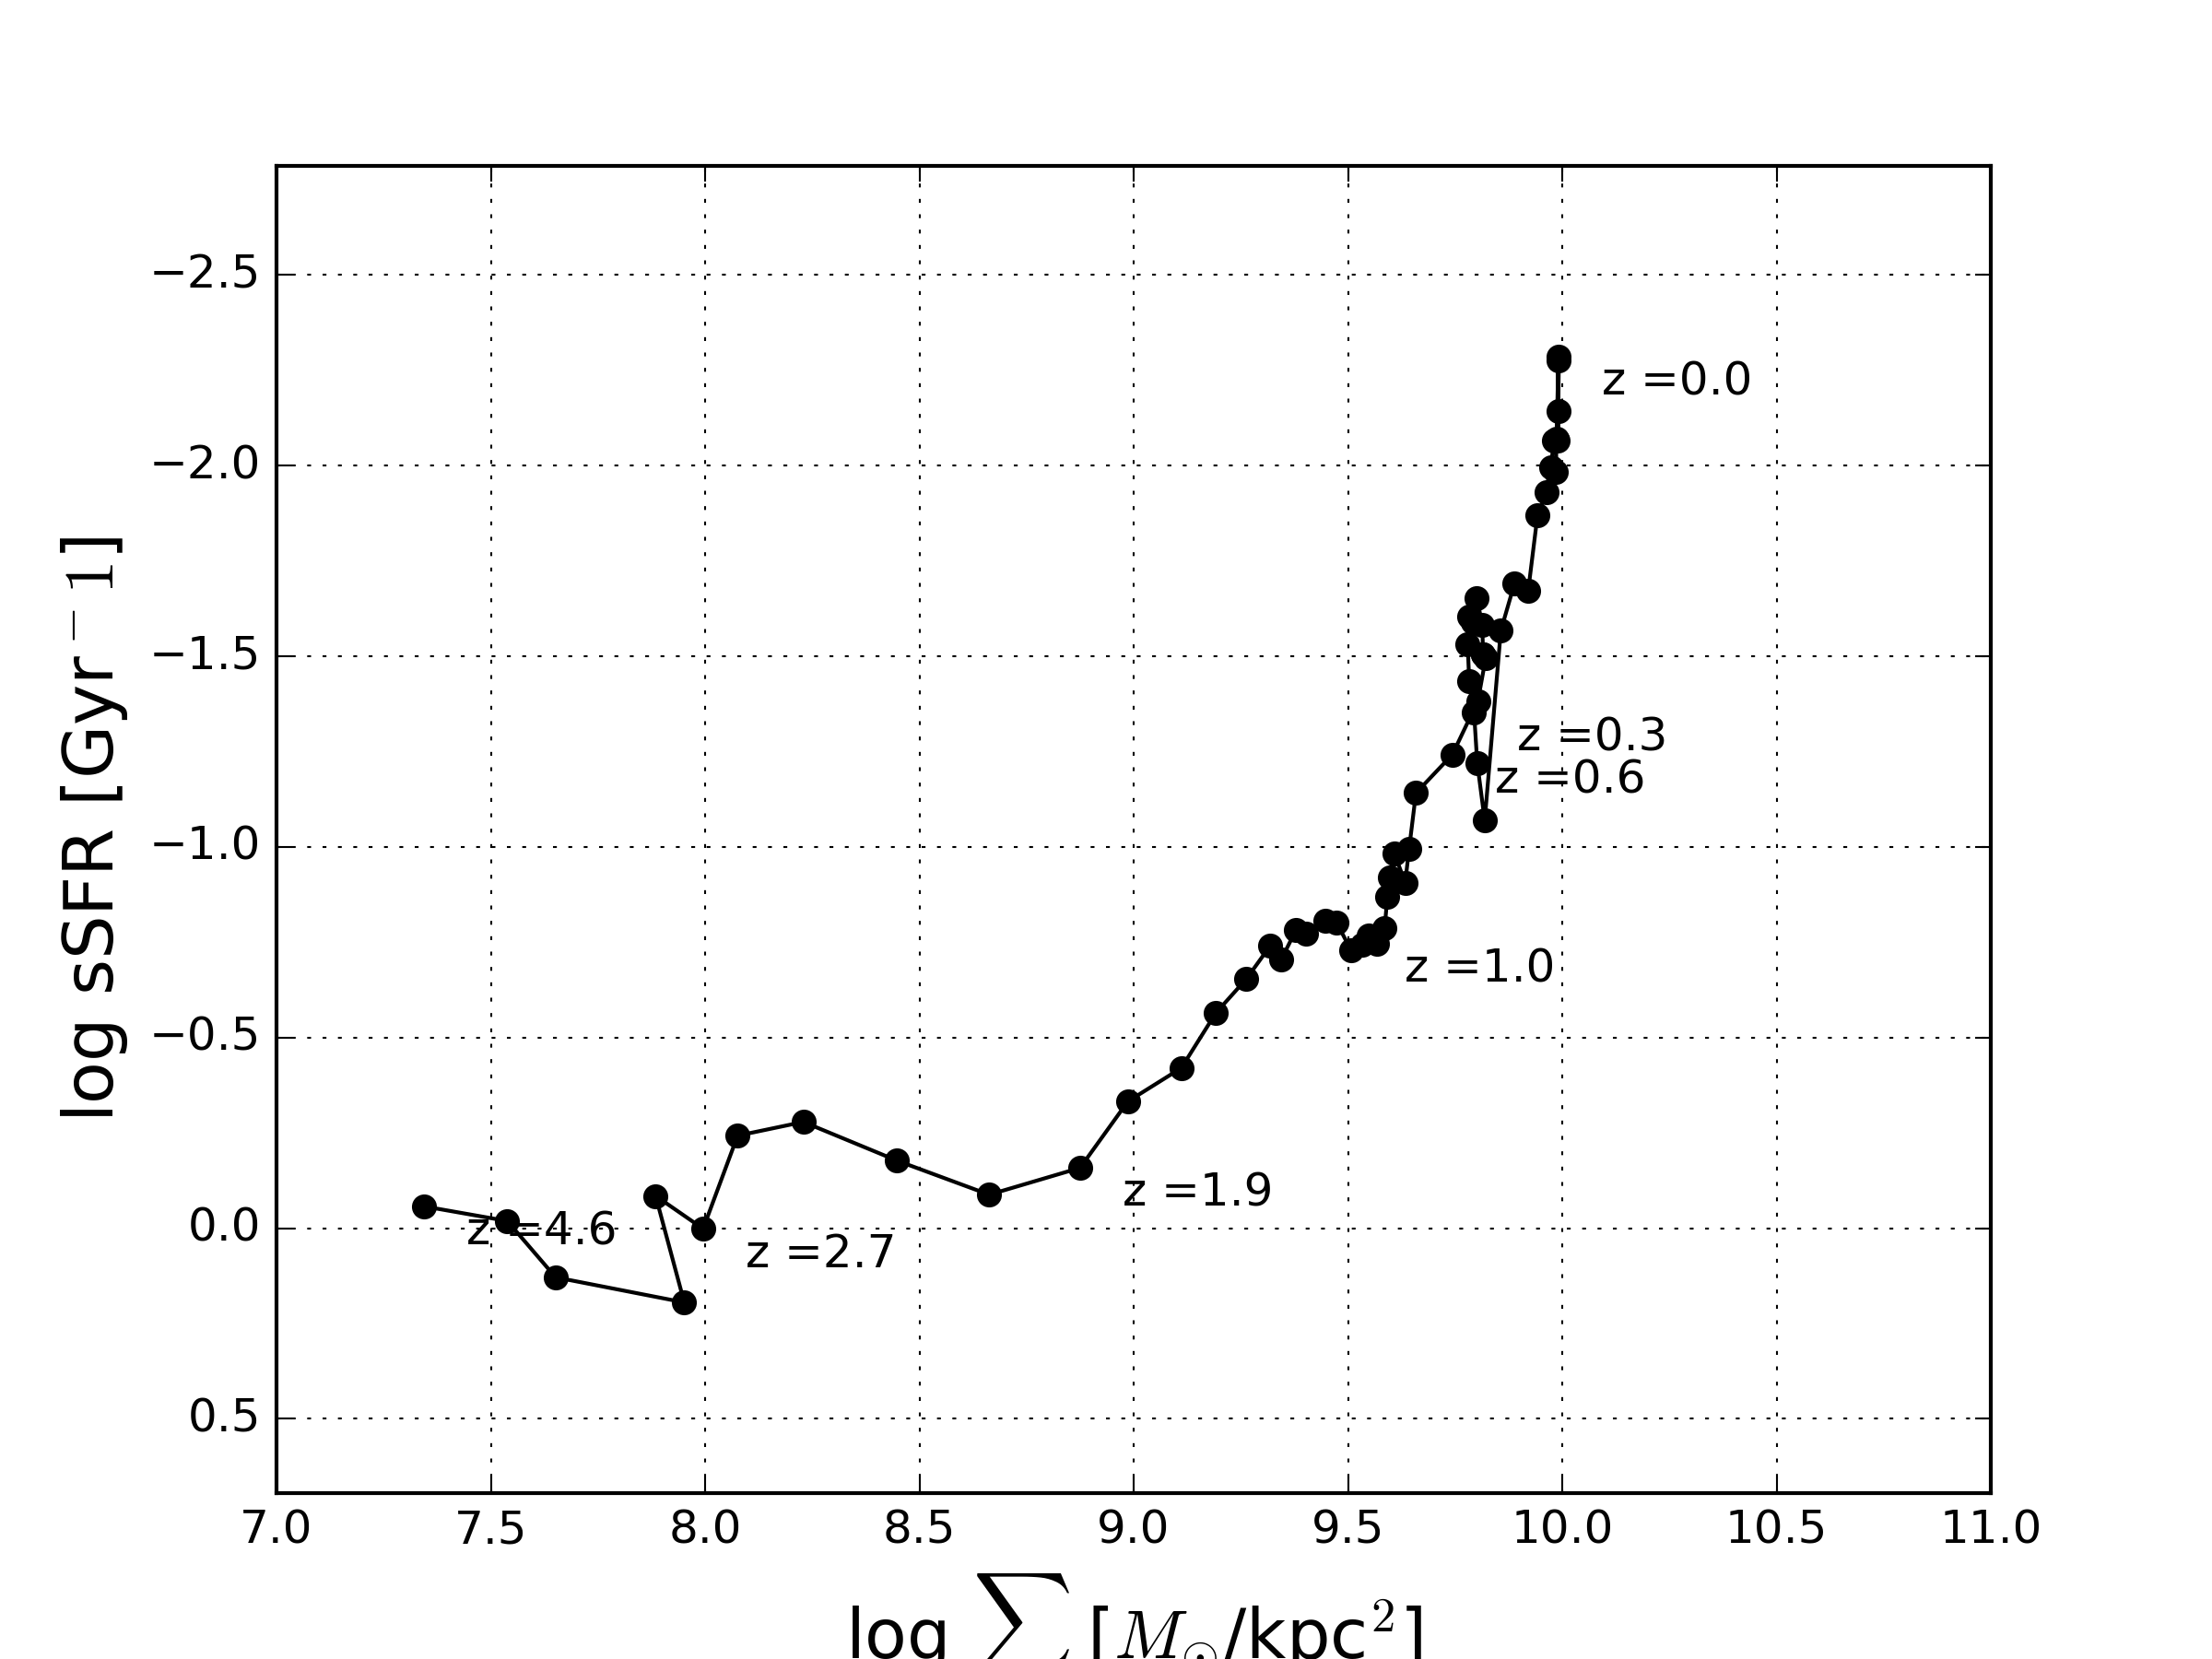 −2.5
−2.0
−1.5
−1.0
−0.5
0.0
0.5
log sSFR [Gyr⁻¹]
z =0.0
z =0.3
z =0.6
z =1.0
z =1.9
z =4.6
z =2.7
7.0 7.5 8.0 8.5 9.0 9.5 10.0 10.5 11.0
log ∑ [M⊙/kpc²]